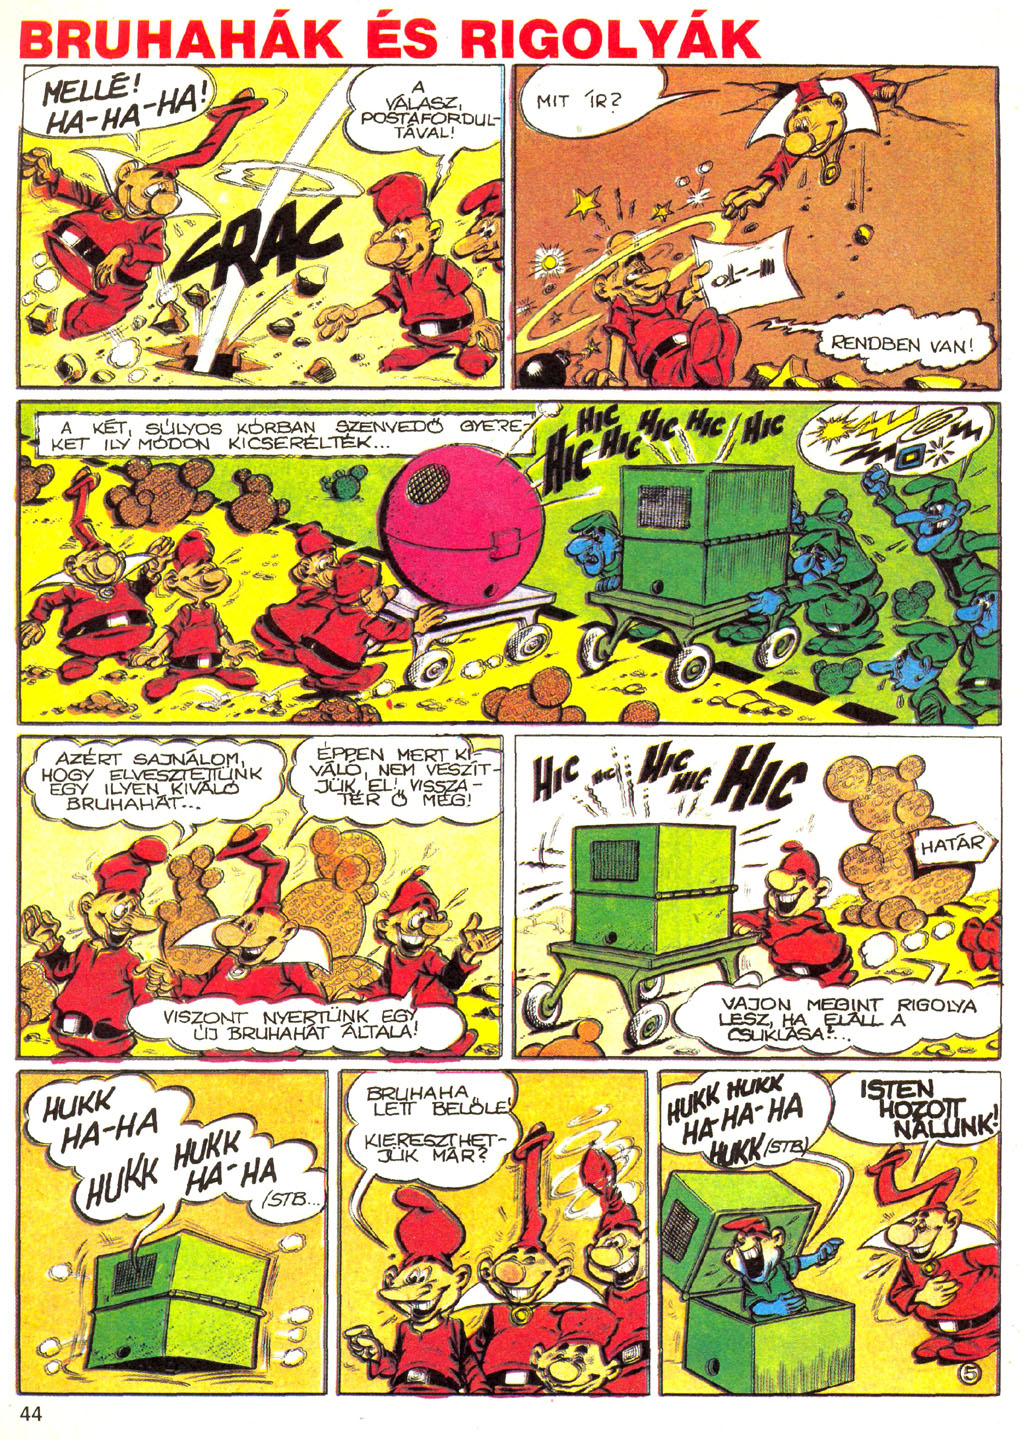 BRUHAHÁK ÉS RIGOLYÁK
MELLÉ!
HA-HA-HA!
A
VÁLASZ,
POSTAFORDUL-
TÁVAL!
CRAC
MIT ÍR?
RENDBEN VAN!
A KÉT, SÚLYOS KÓRBAN SZENVEDŐ GYERE-
KET ILY MÓDON KICSERÉLTÉK...
HIC
HIC
HIC
HIC
HIC
HIC
AZÉRT SAJNÁLOM,
HOGY ELVESZTETTÜNK
EGY ILYEN KIVÁLÓ
BRUHAHÁT...
ÉPPEN MERT KI-
VÁLÓ, NEM VESZÍT-
JÜK EL! VISSZA-
TÉR Ő MÉG!
VISZONT NYERTÜNK EGY
ÚJ BRUHAHÁT ÁLTALA!
HIC
HIC
HIC
HIC
HIC
HATÁR
VAJON MEGINT RIGOLYA
LESZ, HA ELÁLL A
CSUKLÁSA?...
HUKK
HA-HA
HUKK HUKK
HA-HA
(STB...
BRUHAHA
LETT BELŐLE!
KIERESZTHET-
JÜK MÁR?
HUKK HUKK
HA-HA-HA
HUKK (STB)
ISTEN
HOZOTT
NÁLUNK!
5
44